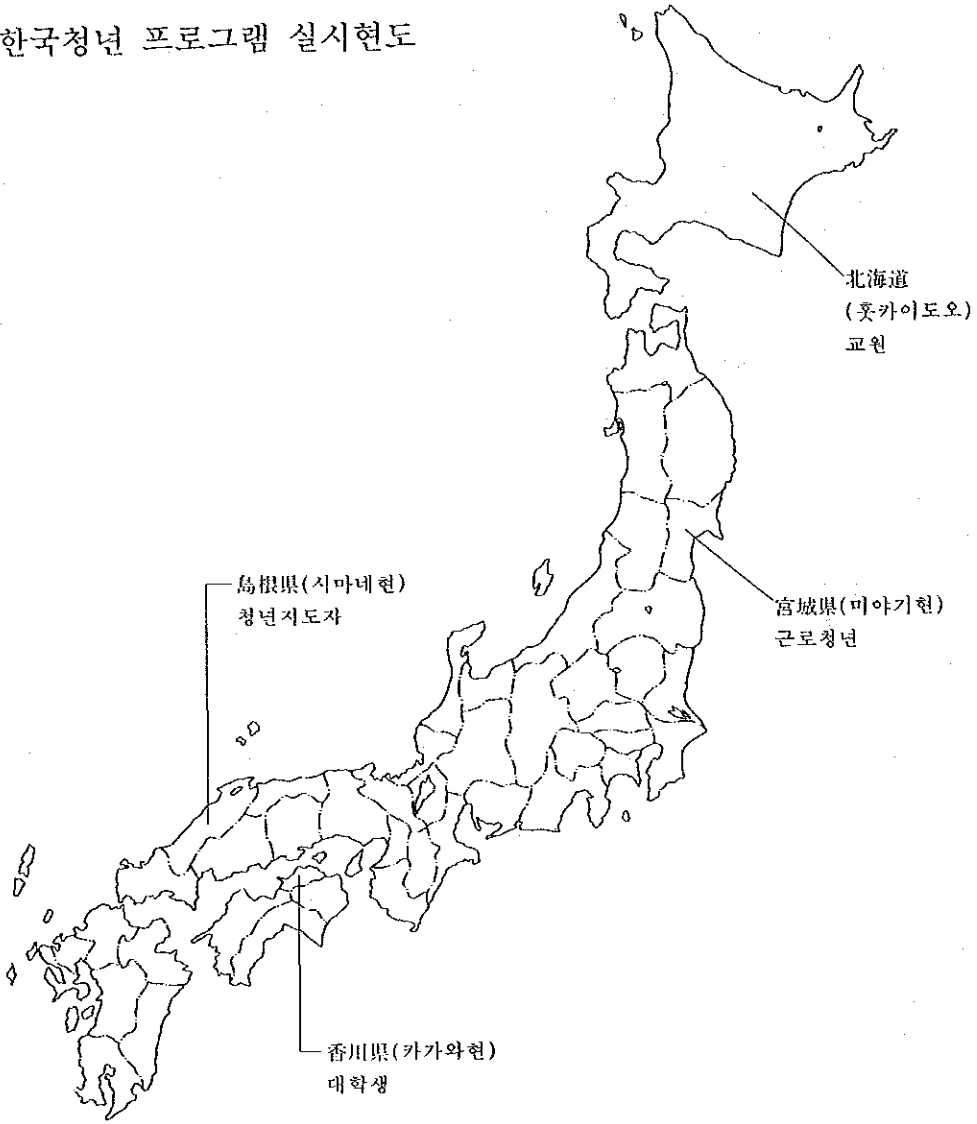 한국청년 프로그램 실시현도
北海道
(홋카이도오)
교원
宮城県(미야기현)
근로청년
島根県(시마네현)
청년지도자
香川県(카가와현)
대학생